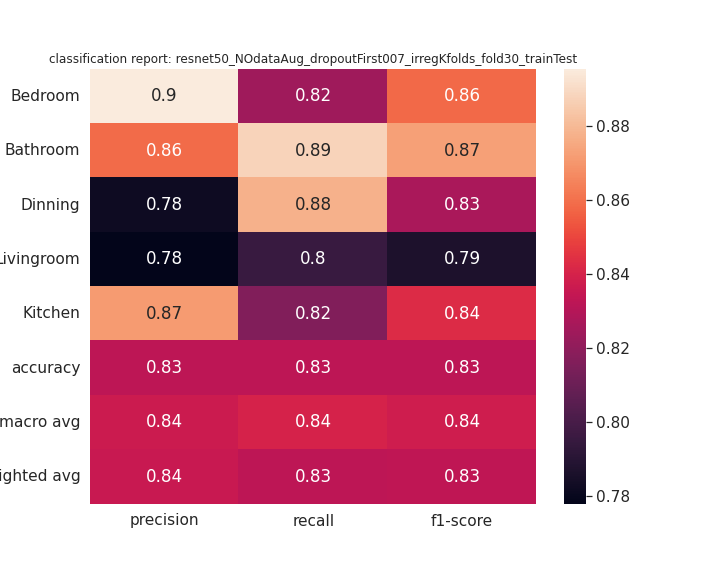 classification report: resnet50_NOdataAug_dropoutFirst007_irregKfolds_fold30_trainTest
Bedroom 0.9 0.82 0.86
Bathroom 0.86 0.89 0.87
Dinning 0.78 0.88 0.83
Livingroom 0.78 0.8 0.79
Kitchen 0.87 0.82 0.84
accuracy 0.83 0.83 0.83
macro avg 0.84 0.84 0.84
ighted avg 0.84 0.83 0.83
precision recall f1-score
0.88
0.86
0.84
0.82
0.80
0.78